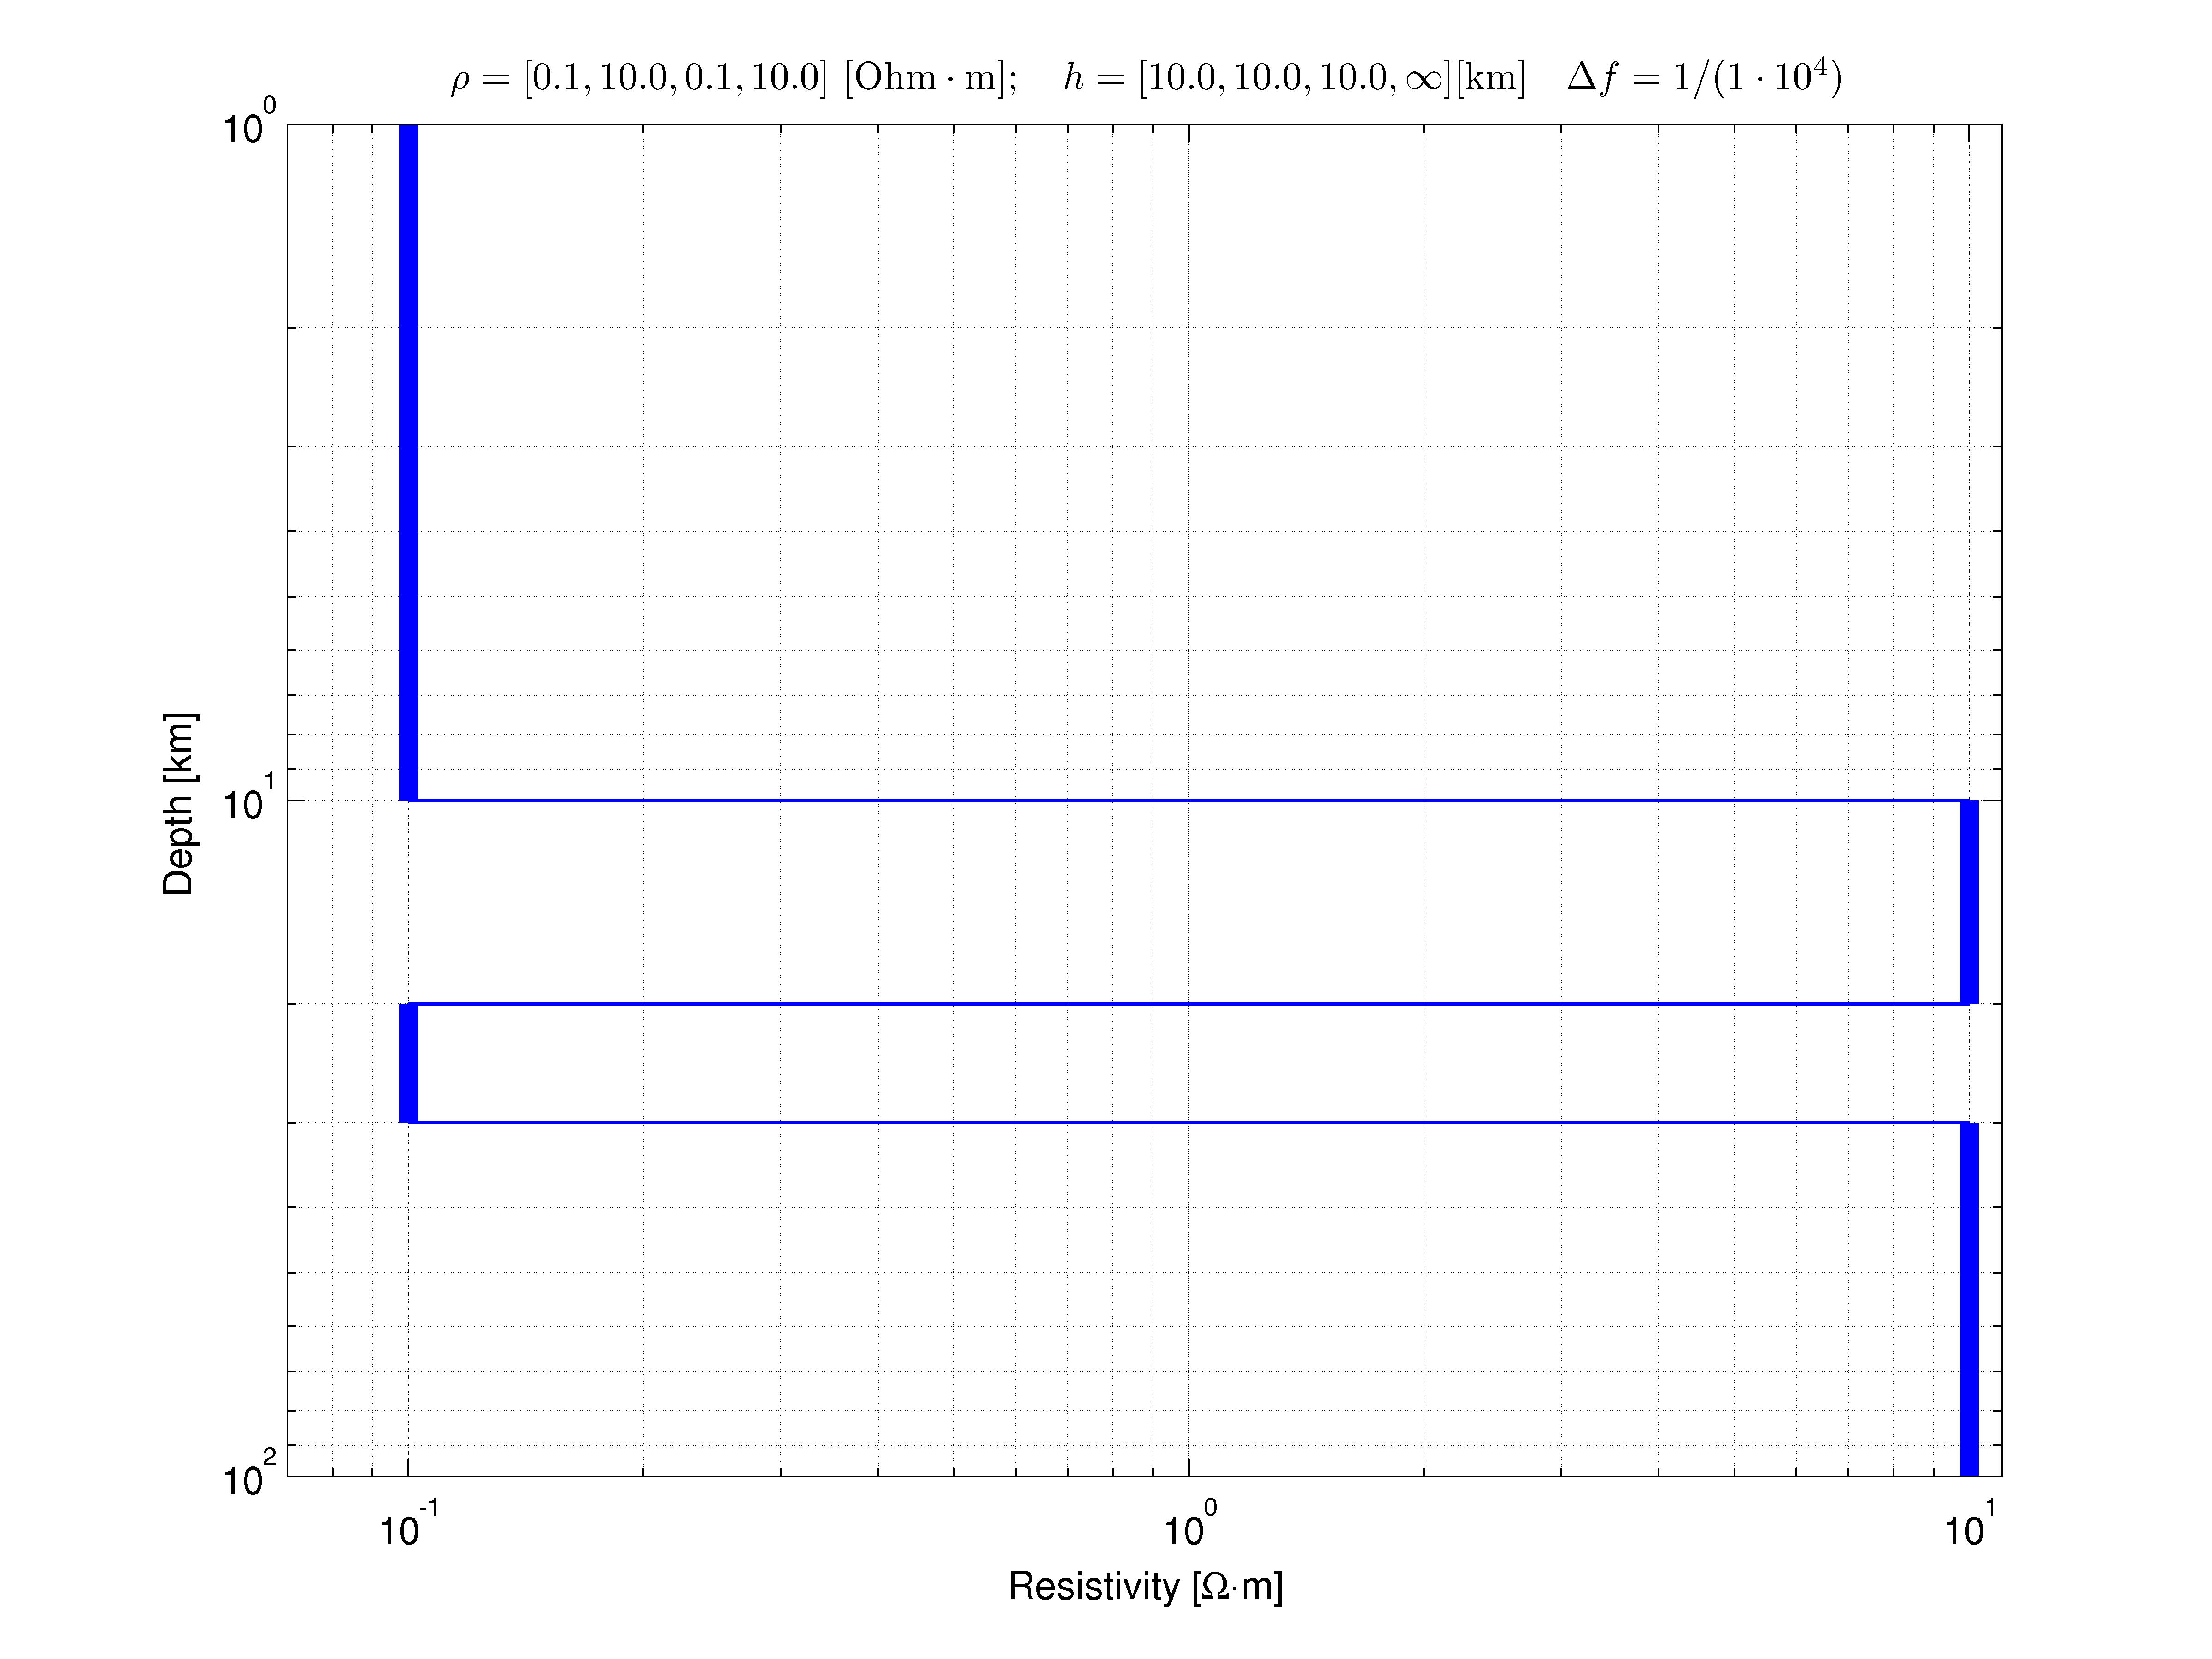 ρ = [0.1, 10.0, 0.1, 10.0] [Ohm · m]; h = [10.0, 10.0, 10.0, ∞][km] Δf = 1/(1 · 10⁴)
10⁰
10¹
10²
Depth [km]
10⁻¹ 10⁰ 10¹
Resistivity [Ω·m]